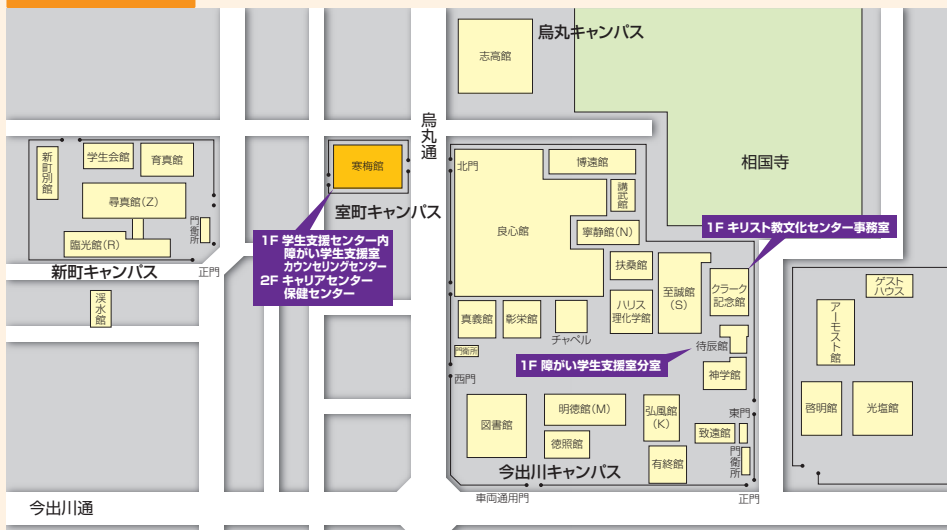 烏丸キャンパス
志高館
烏丸通
相国寺
新町別館
学生会館
育真館
尋真館(Z)
臨光館(R)
門衛所
新町キャンパス
正門
渓水館
寒梅館
室町キャンパス
1F 学生支援センター内
障がい学生支援室
カウンセリングセンター
2F キャリアセンター
保健センター
北門
博遠館
講武館
良心館
寧静館(N)
扶桑館
1F キリスト教文化センター事務室
至誠館
(S)
クラーク
記念館
ハリス
理化学館
真義館
彰栄館
チャペル
待辰館
門衛所
西門
1F 障がい学生支援室分室
神学館
図書館
明徳館(M)
弘風館
(K)
徳照館
有終館
致遠館
東門
門衛所
今出川キャンパス
車両通用門
正門
ゲスト
ハウス
アーモスト館
啓明館
光塩館
今出川通